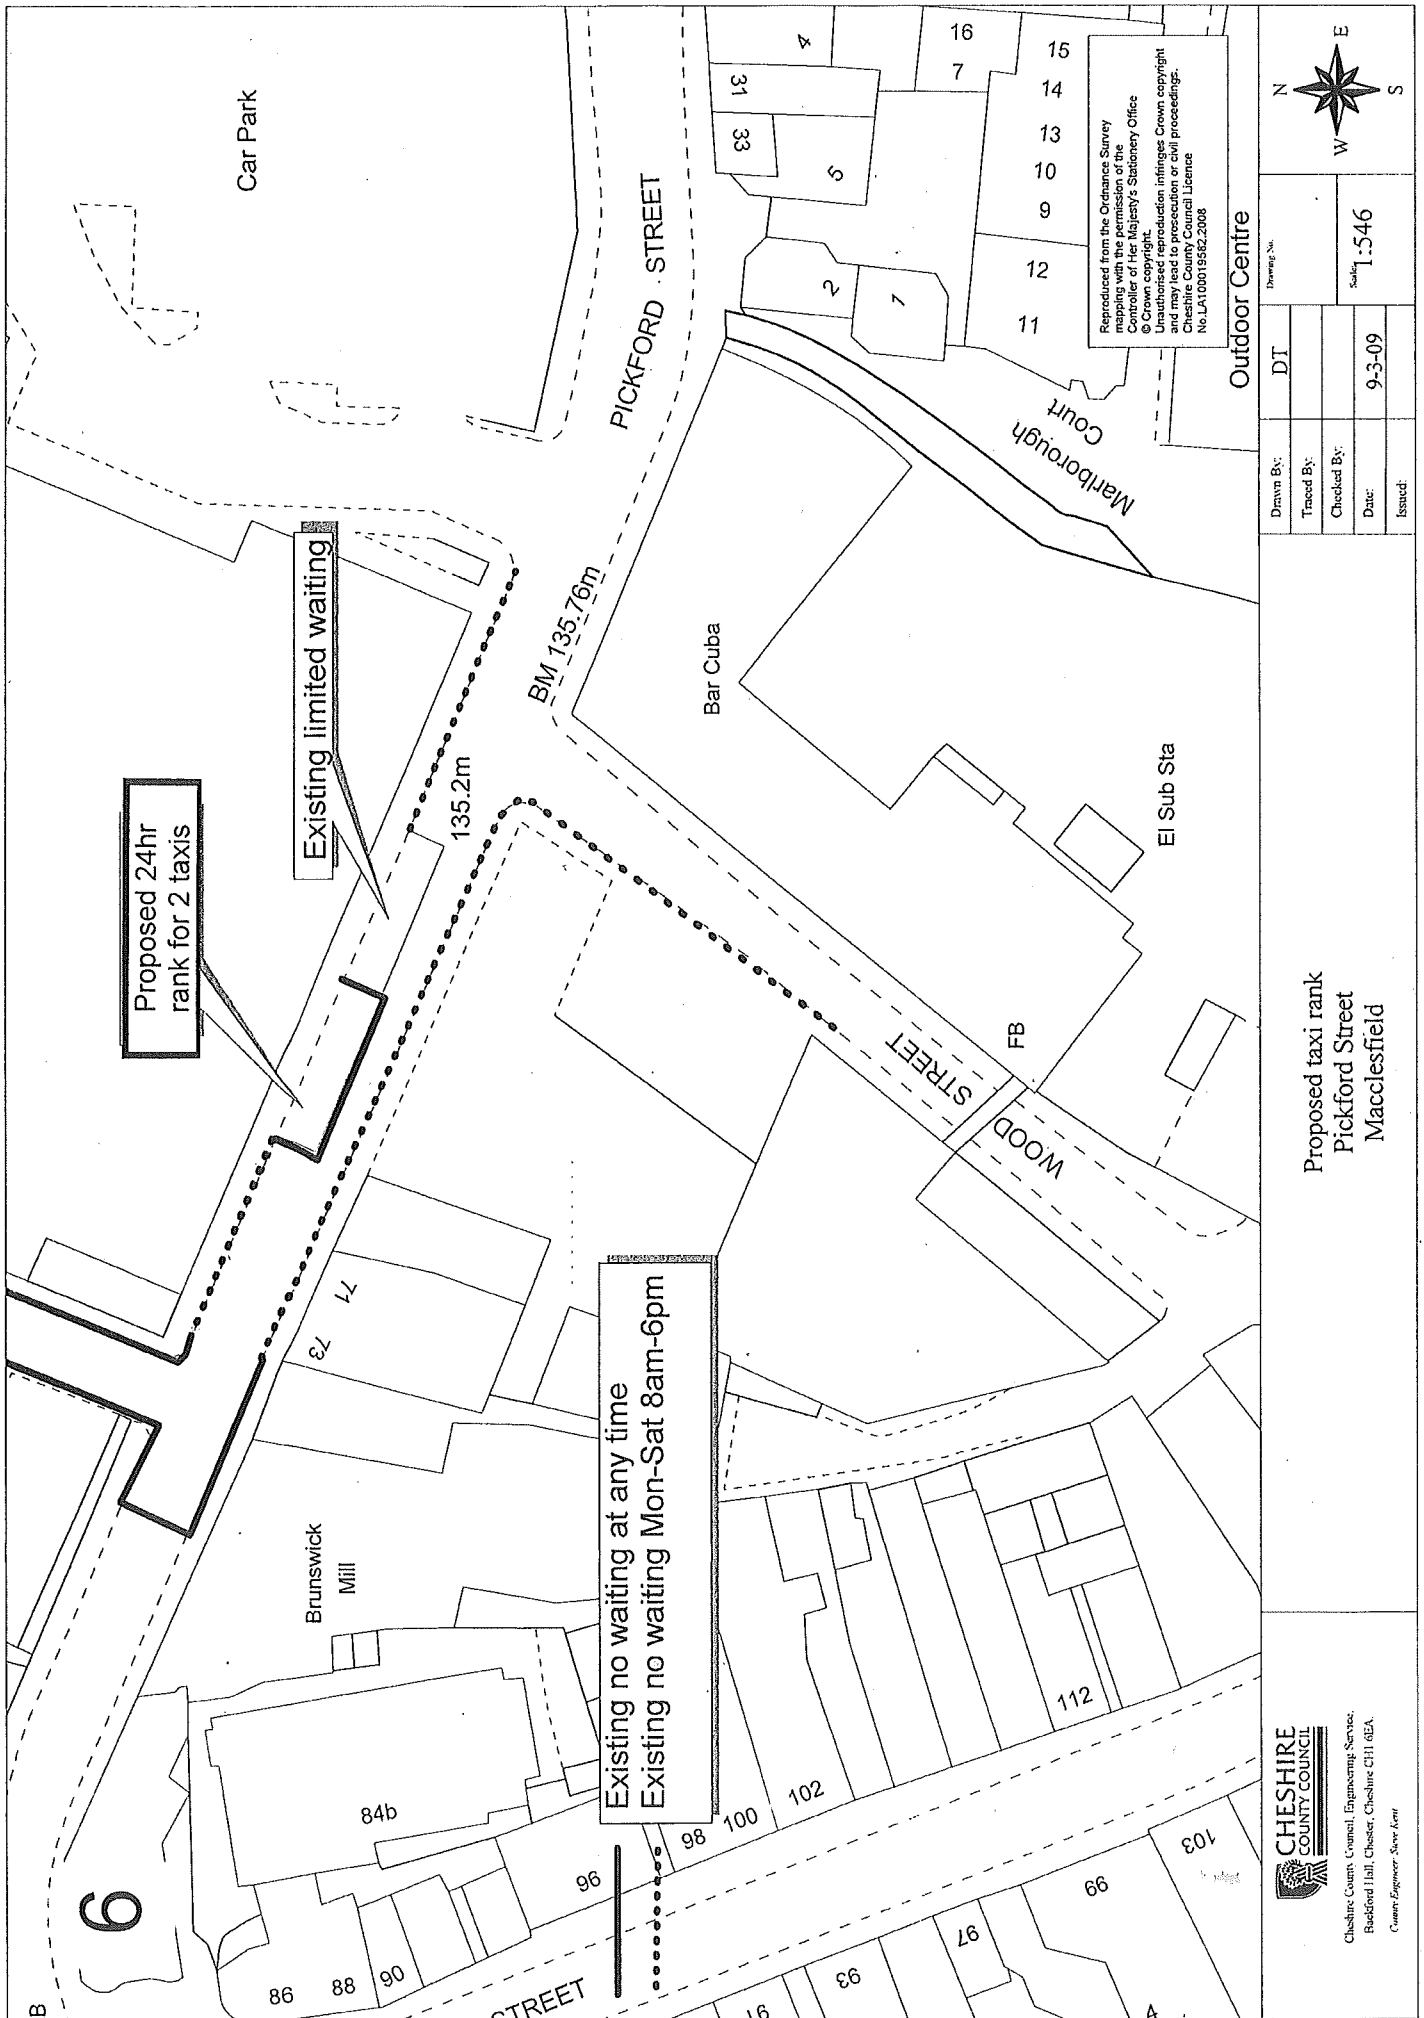 Car Park
PICKFORD STREET
4
31
33
5
2
1
16
7
15
14
13
10
9
12
11
Marlborough
Court
Outdoor Centre
Reproduced from the Ordnance Survey
mapping with the permission of the
Controller of Her Majesty's Stationery Office
© Crown copyright.
Unauthorised reproduction infringes Crown copyright
and may lead to prosecution or civil proceedings.
Cheshire County Council Licence
No.LA100019582.2008
Existing limited waiting
Proposed 24hr
rank for 2 taxis
135.2m
BM 135.76m
Bar Cuba
El Sub Sta
WOOD STREET
FB
71
73
Brunswick
Mill
84b
6
B
86
88
90
96
98
100
102
112
STREET
91
93
97
99
103
4
Existing no waiting at any time
Existing no waiting Mon-Sat 8am-6pm
CHESHIRE
COUNTY COUNCIL
Cheshire County Council, Engineering Service,
Backford Hall, Chester, Cheshire CH1 6EA.
County Engineer: Steve Kent
Proposed taxi rank
Pickford Street
Macclesfield
Drawn By: DT
Traced By:
Checked By:
Date: 9-3-09
Issued:
Drawing No.
Scale: 1:546
N
E
S
W